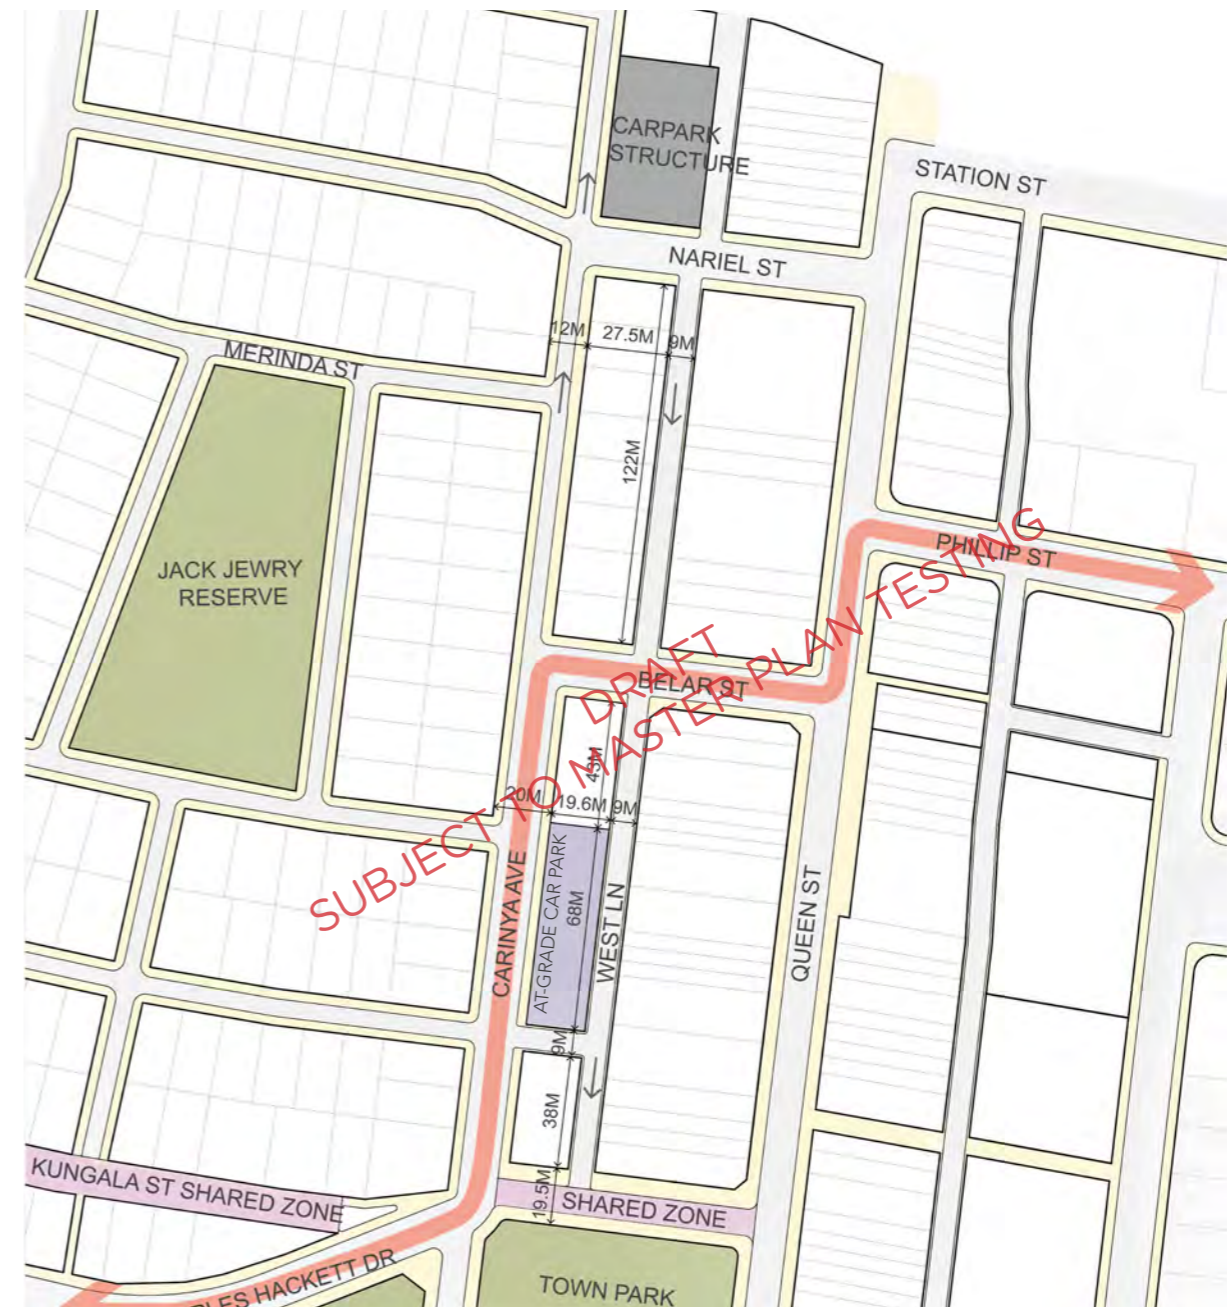 CARPARK
STRUCTURE
STATION ST
NARIEL ST
12M
27.5M
9M
MERINDA ST
122M
PHILLIP ST
JACK JEWRY
RESERVE
BELAR ST
DRAFT
SUBJECT TO MASTER PLAN TESTING
43M
20M
19.6M
9M
CARINYA AVE
AT-GRADE CAR PARK
68M
WEST LN
QUEEN ST
9M
38M
KUNGALA ST SHARED ZONE
19.5M
SHARED ZONE
HACKETT DR
TOWN PARK